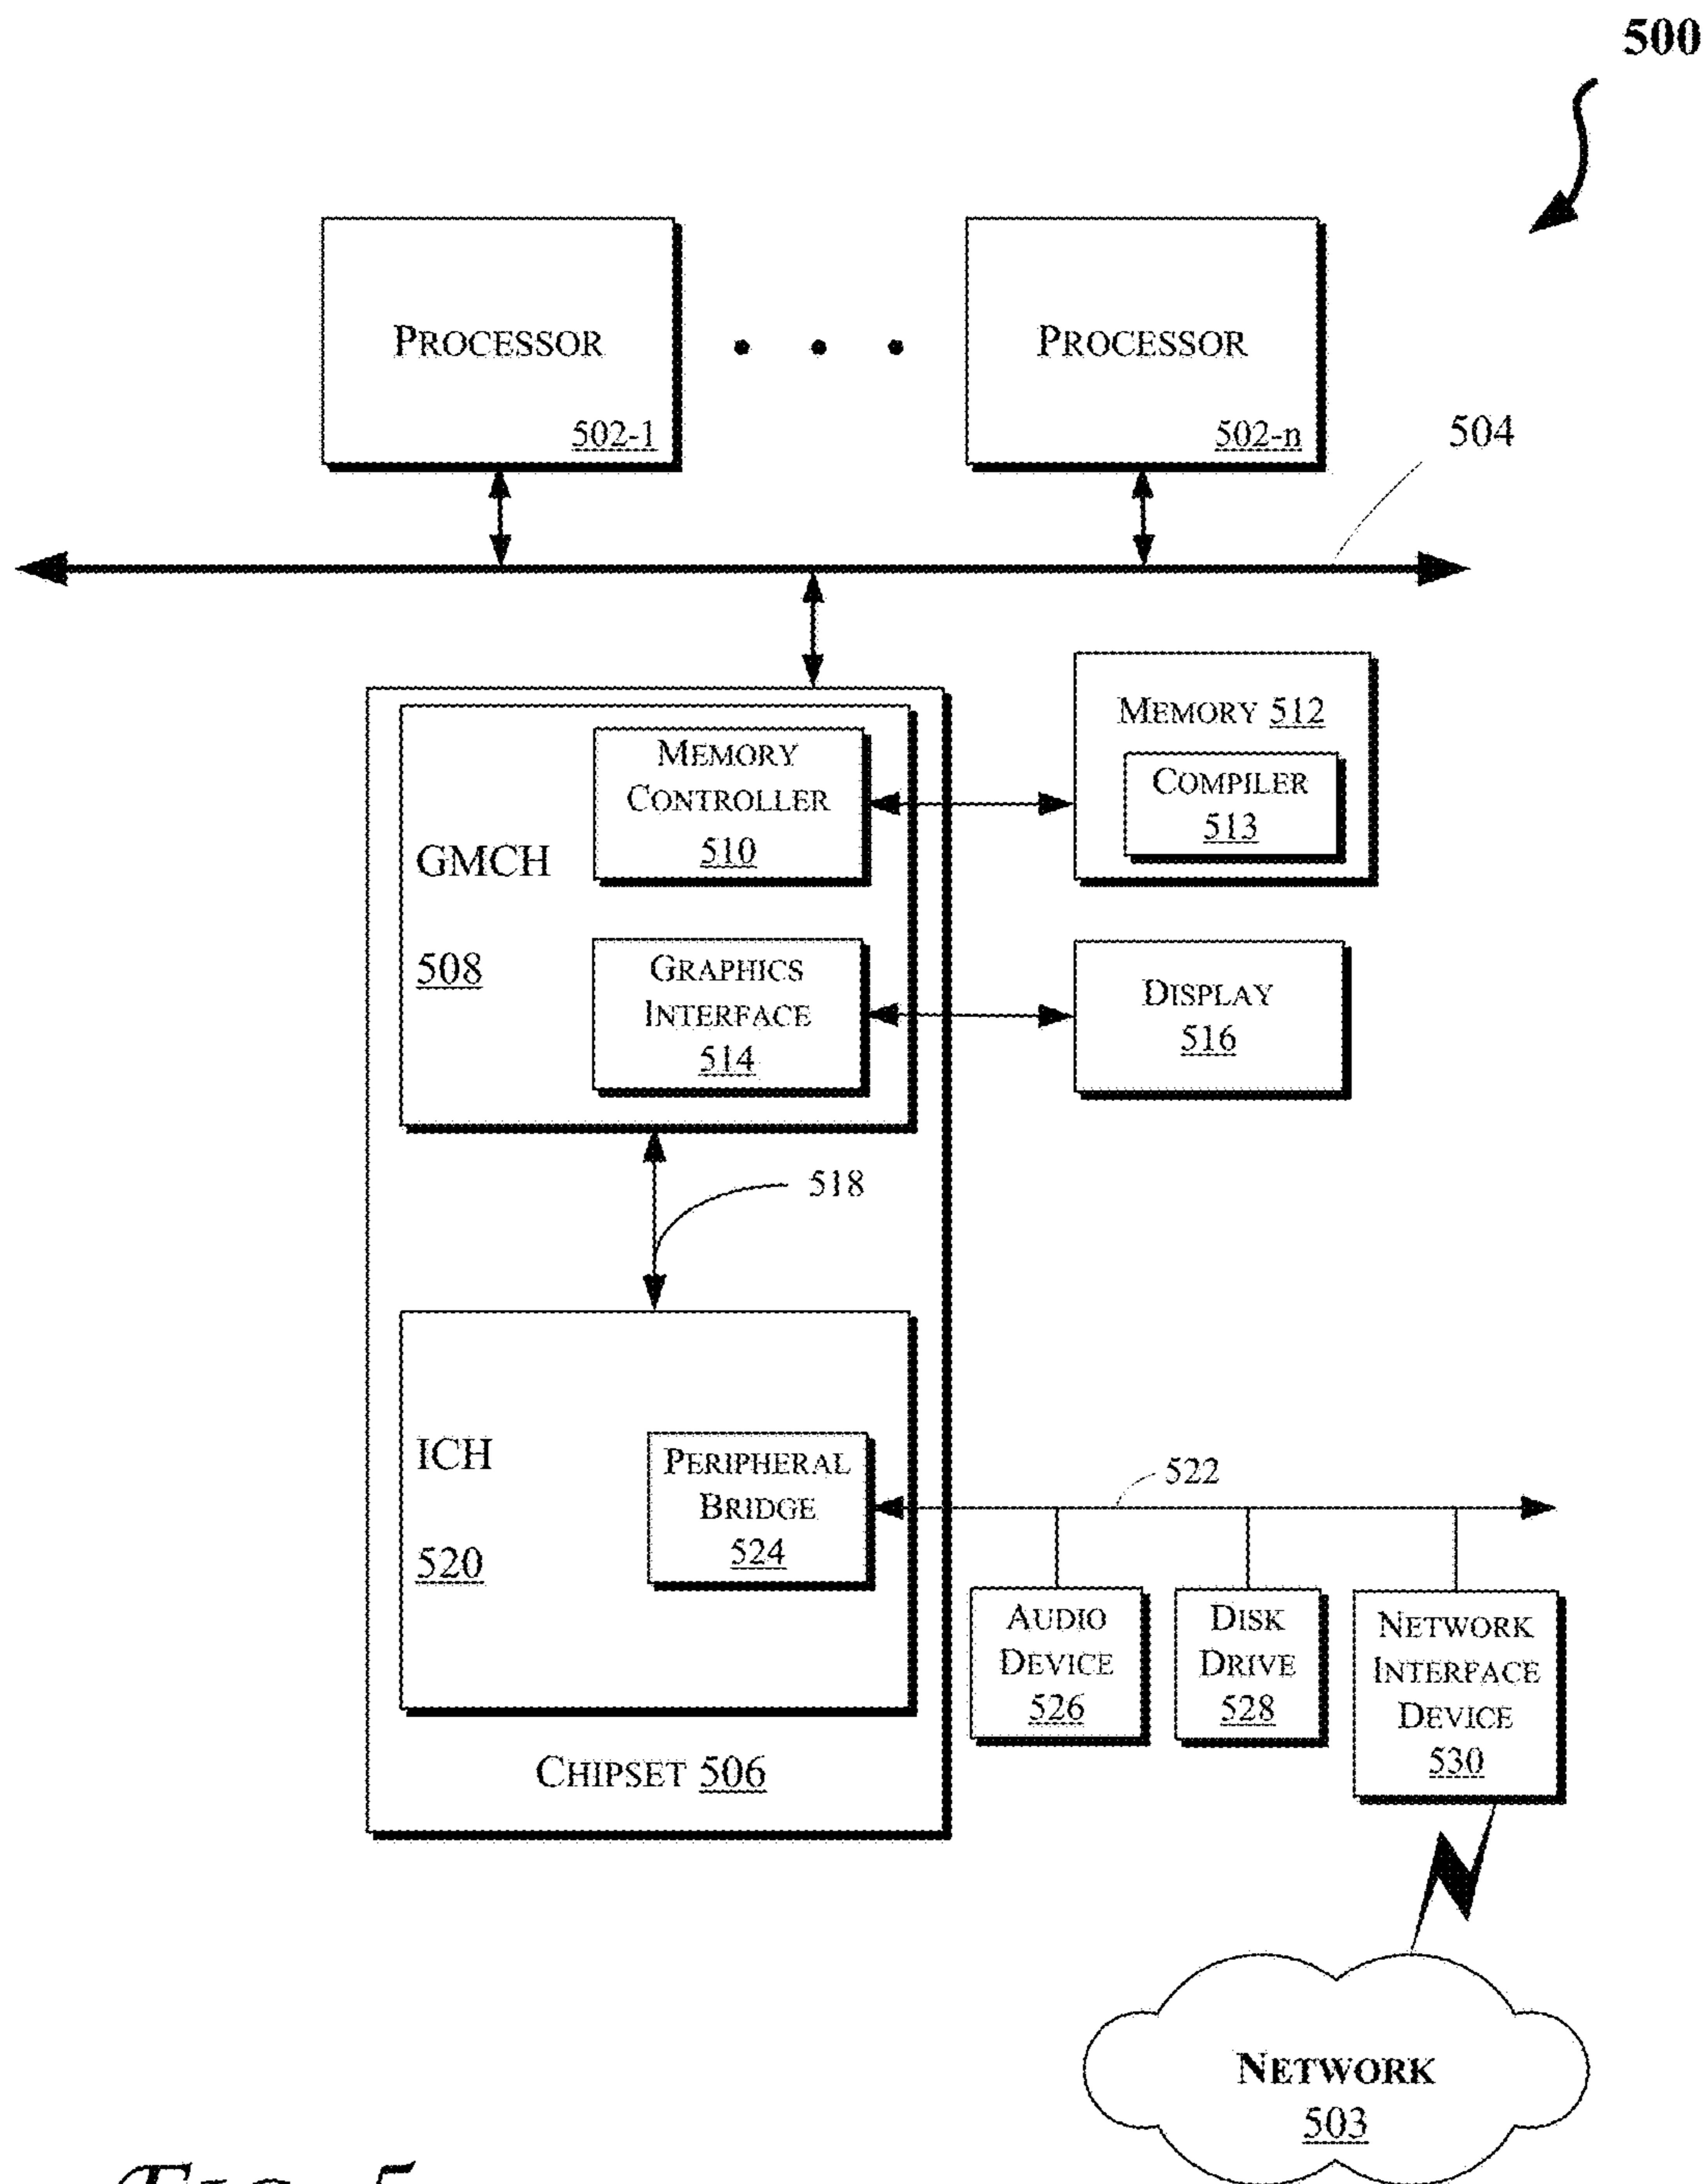 500
PROCESSOR
502-1
PROCESSOR
502-n
504
MEMORY 512
COMPILER
513
MEMORY
CONTROLLER
510
GMCH
508
GRAPHICS
INTERFACE
514
DISPLAY
516
518
ICH
520
PERIPHERAL
BRIDGE
524
522
AUDIO
DEVICE
526
DISK
DRIVE
528
NETWORK
INTERFACE
DEVICE
530
CHIPSET 506
NETWORK
503
FIG. 5